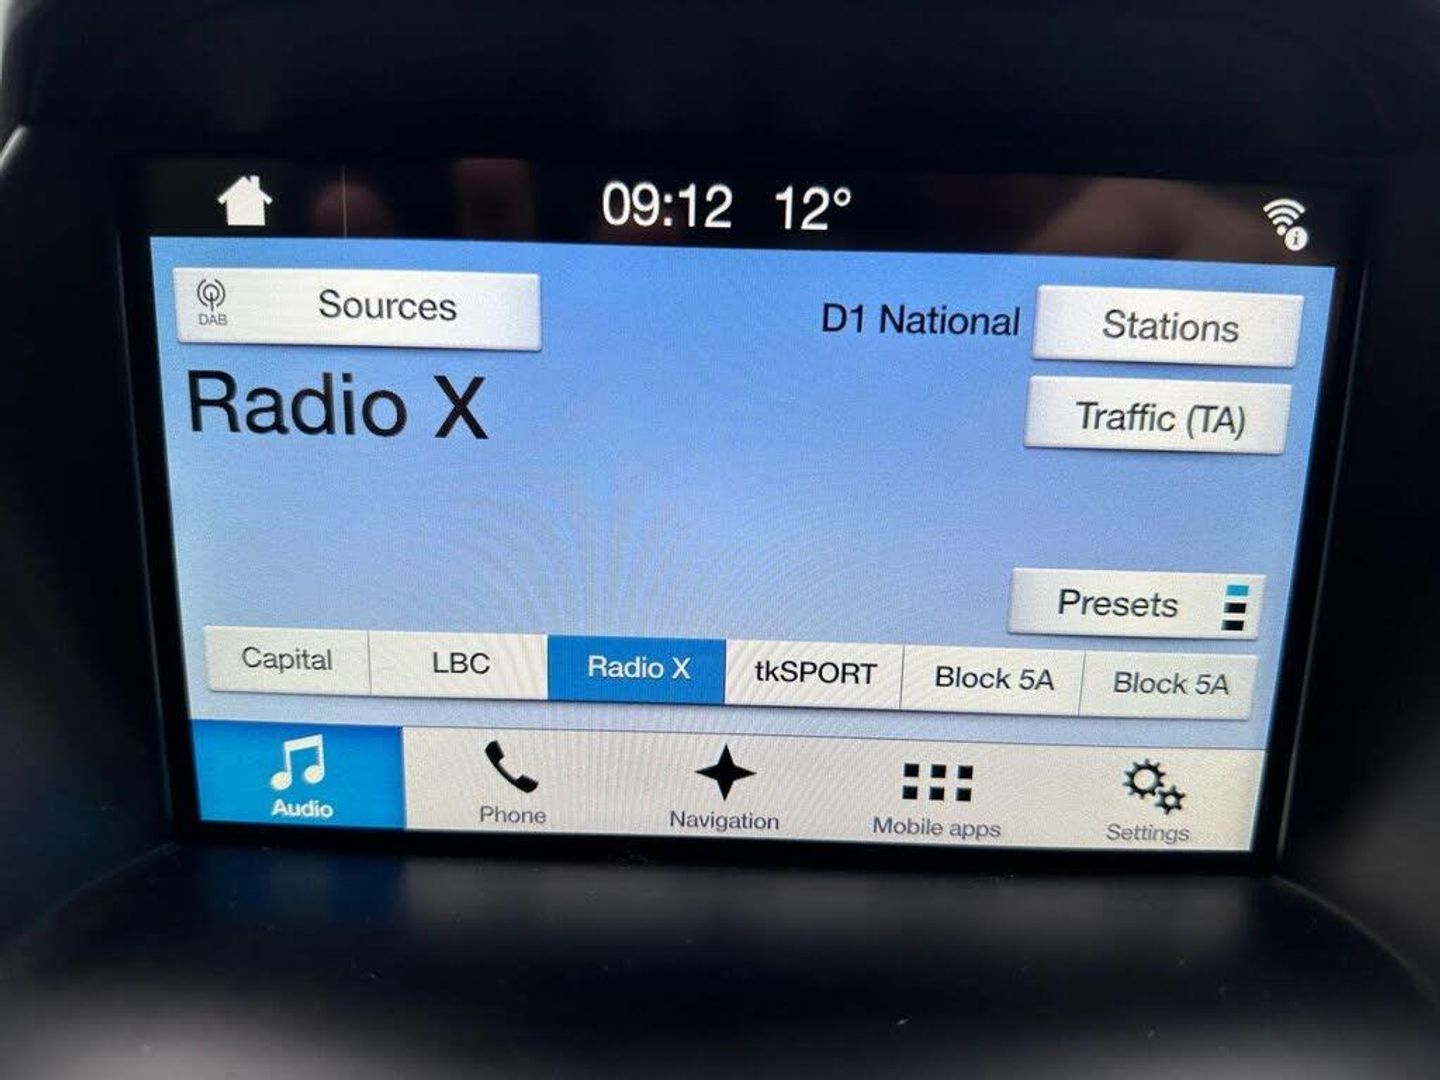 09:12 12°
DAB Sources
D1 National Stations
Radio X
Traffic (TA)
Presets
Capital LBC Radio X tkSPORT Block 5A Block 5A
Audio Phone Navigation Mobile apps Settings